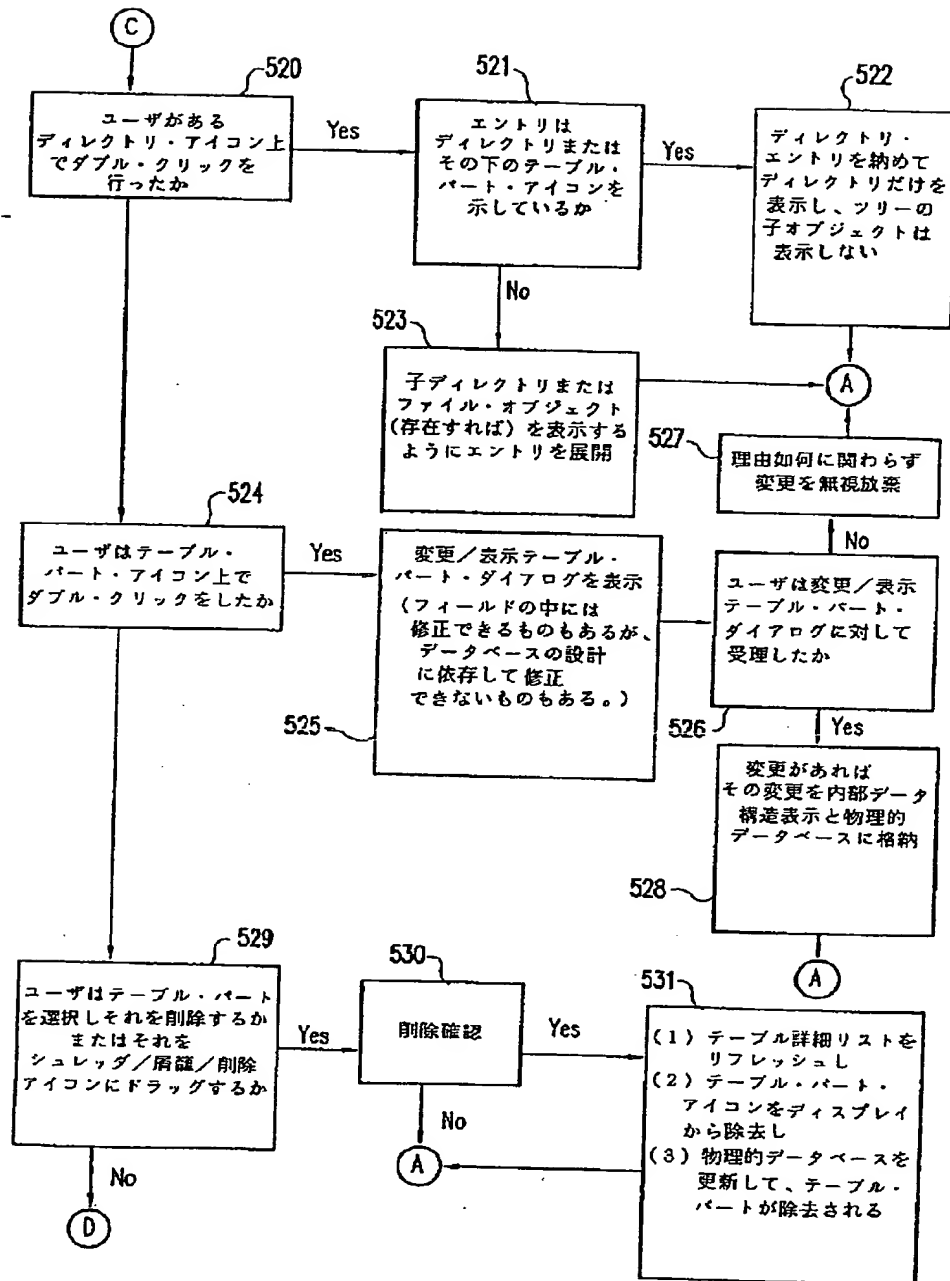 C
520
ユーザがある
ディレクトリ・アイコン上
でダブル・クリックを
行ったか
Yes
521
エントリは
ディレクトリまたは
その下のテーブル・
パート・アイコンを
示しているか
Yes
522
ディレクトリ・
エントリを納めて
ディレクトリだけを
表示し、ツリーの
子オブジェクトは
表示しない
No
523
子ディレクトリまたは
ファイル・オブジェクト
(存在すれば)を表示する
ようにエントリを展開
A
527
理由如何に関わらず
変更を無視放棄
No
524
ユーザはテーブル・
パート・アイコン上で
ダブル・クリックをしたか
Yes
変更/表示テーブル・
パート・ダイアログを表示
(フィールドの中には
修正できるものもあるが、
データベースの設計
に依存して修正
できないものもある。)
525
ユーザは変更/表示
テーブル・パート・
ダイアログに対して
受理したか
526
Yes
変更があれば
その変更を内部データ
構造表示と物理的
データベースに格納
528
A
529
ユーザはテーブル・パート
を選択しそれを削除するか
またはそれを
シュレッダ/屑籠/削除
アイコンにドラッグするか
Yes
No
D
530
削除確認
Yes
No
A
531
(1)テーブル詳細リストを
リフレッシュし
(2)テーブル・パート・
アイコンをディスプレイ
から除去し
(3)物理的データベースを
更新して、テーブル・
パートが除去される